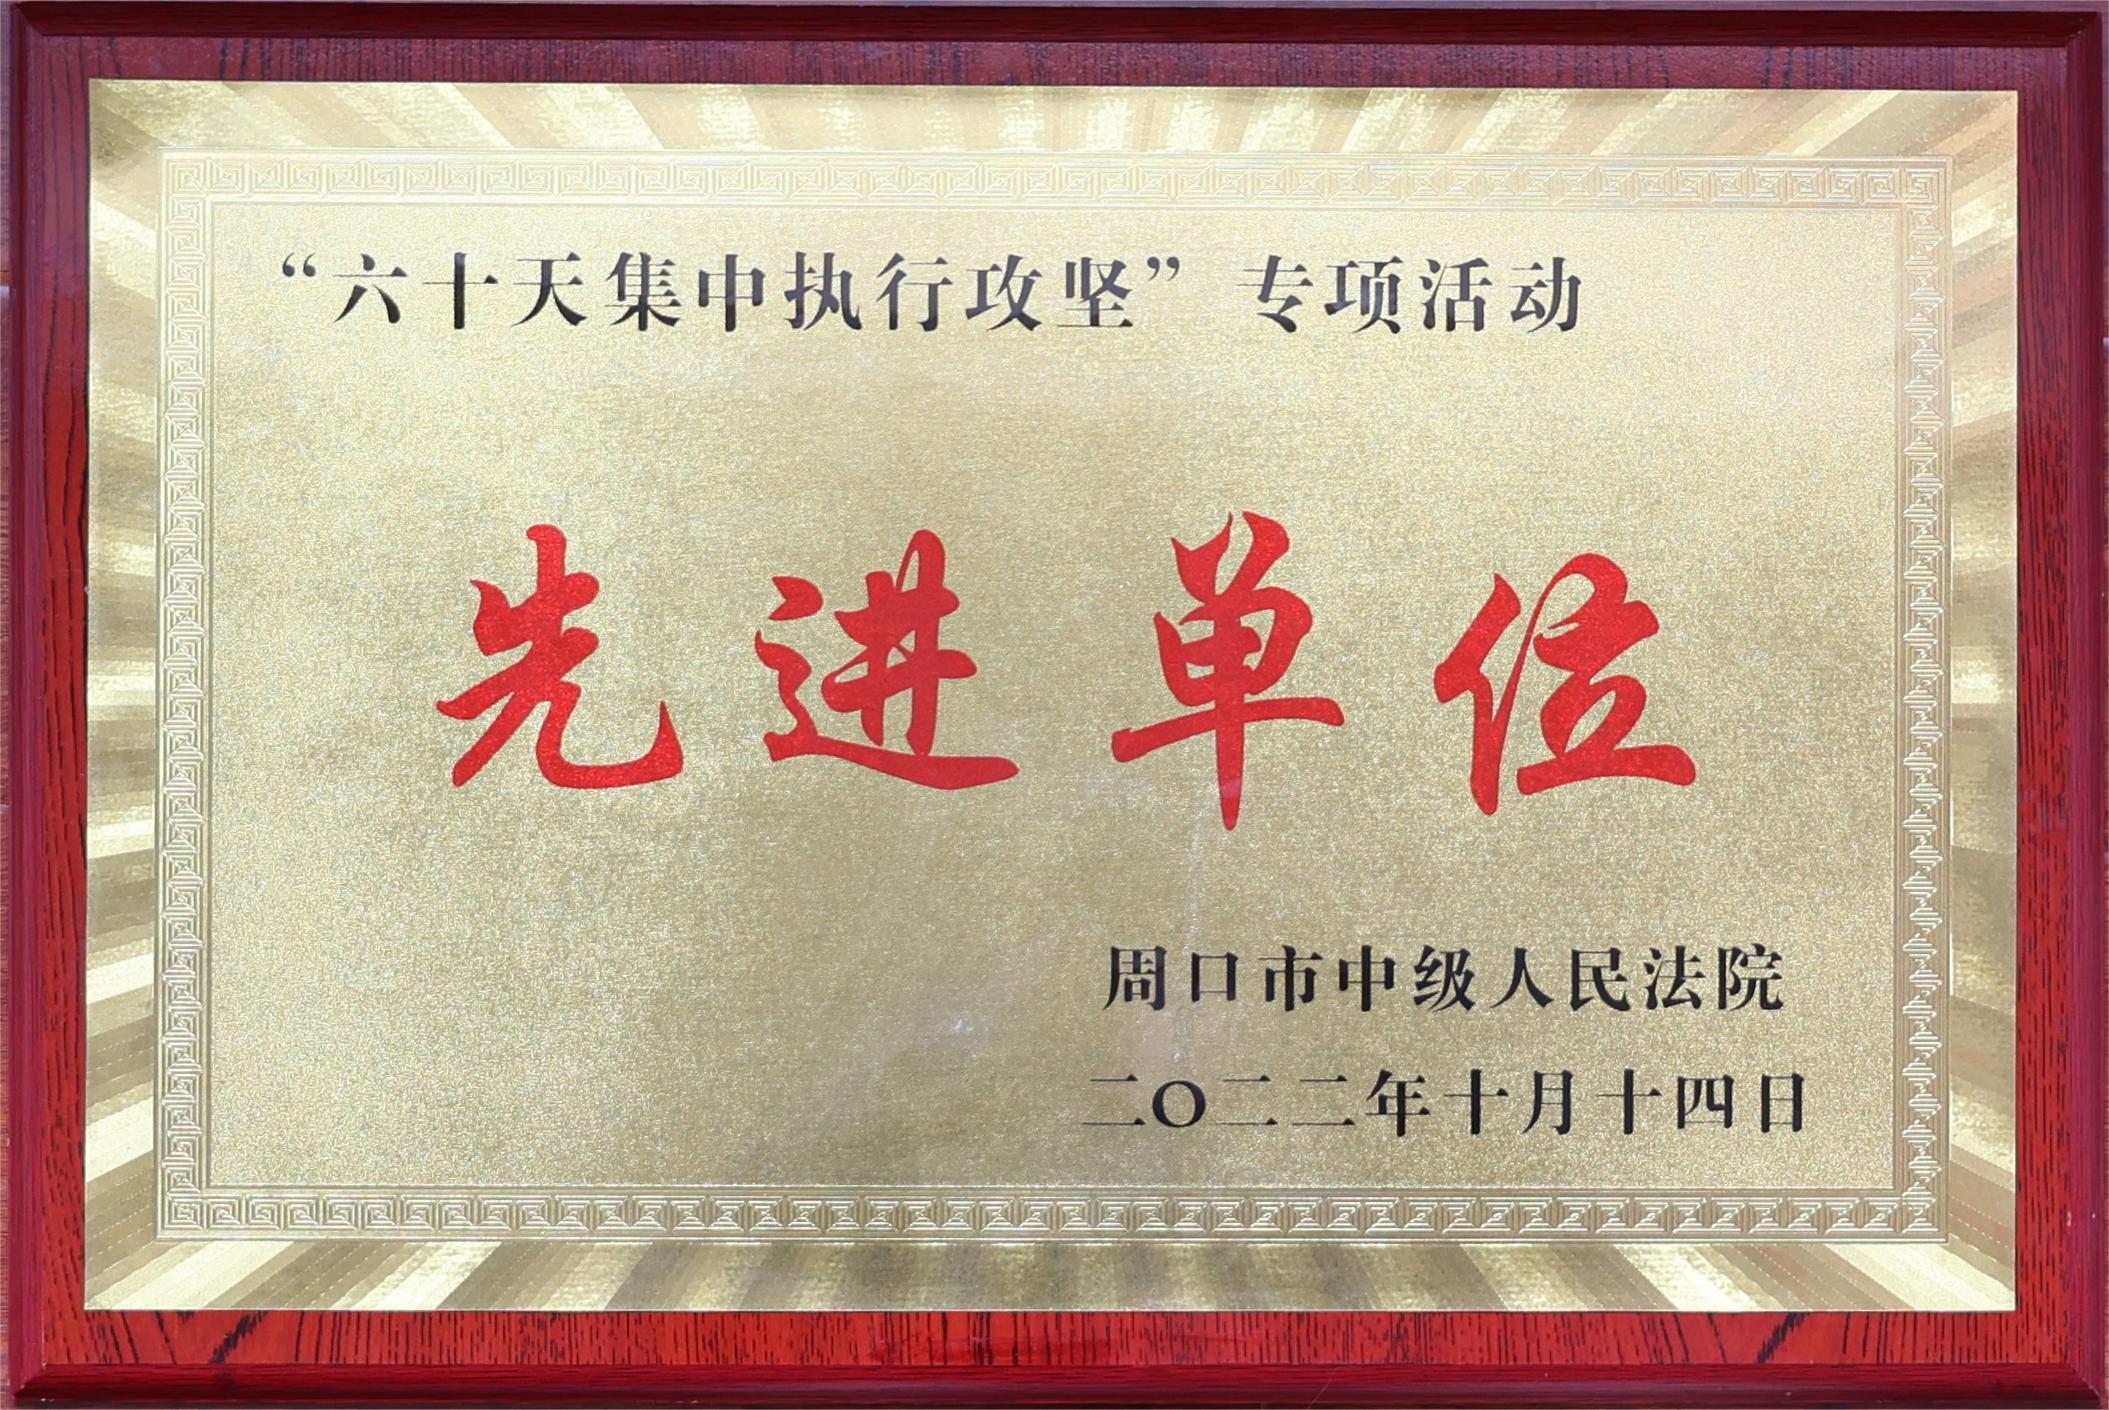 “六十天集中执行攻坚”专项活动
先进单位
周口市中级人民法院
二〇二二年十月十四日